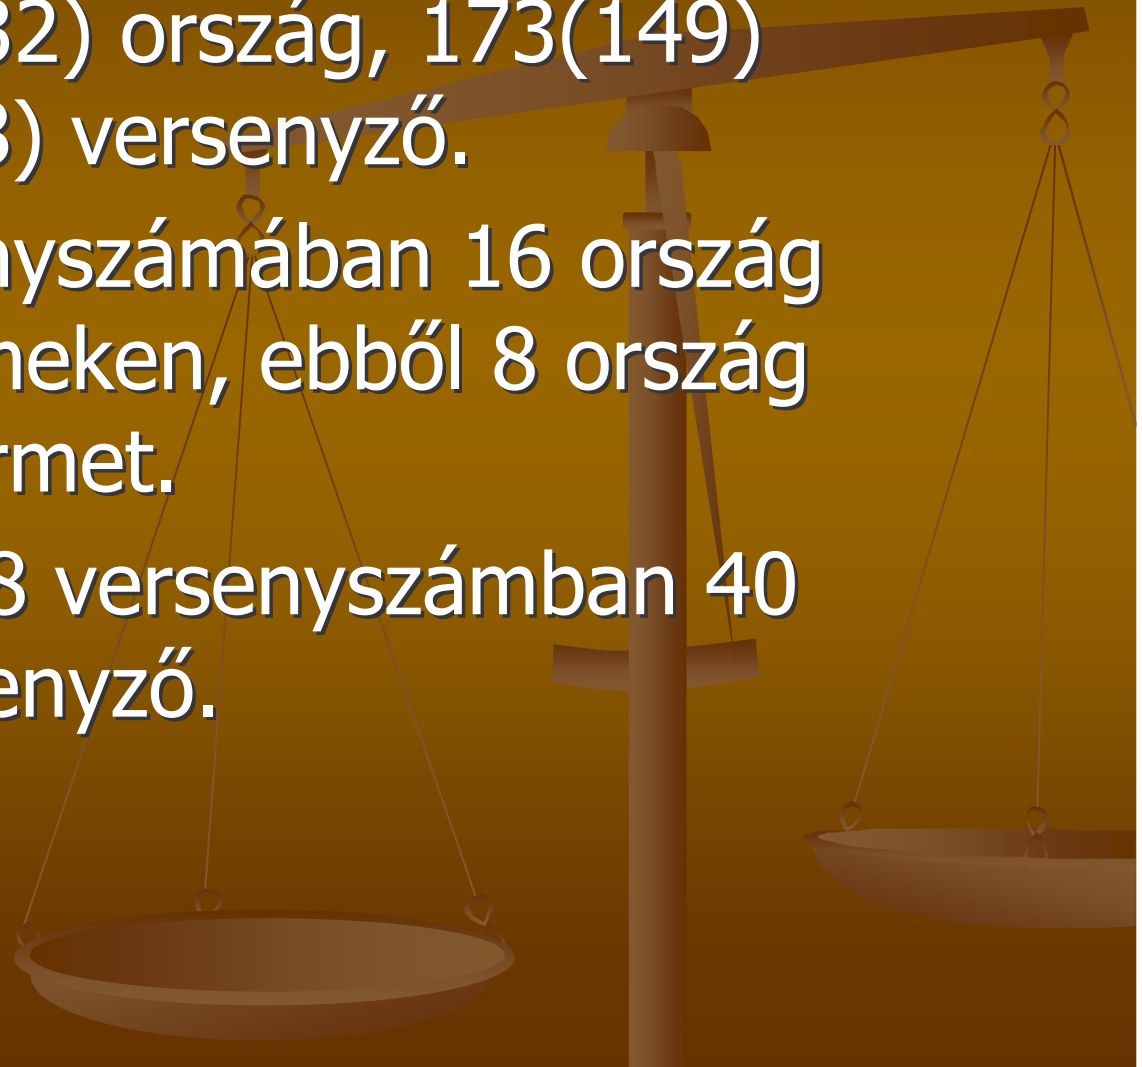 32) ország, 173(149)
3) versenyző.
nyszámában 16 ország
neken, ebből 8 ország
rmet.
8 versenyszámban 40
enyző.